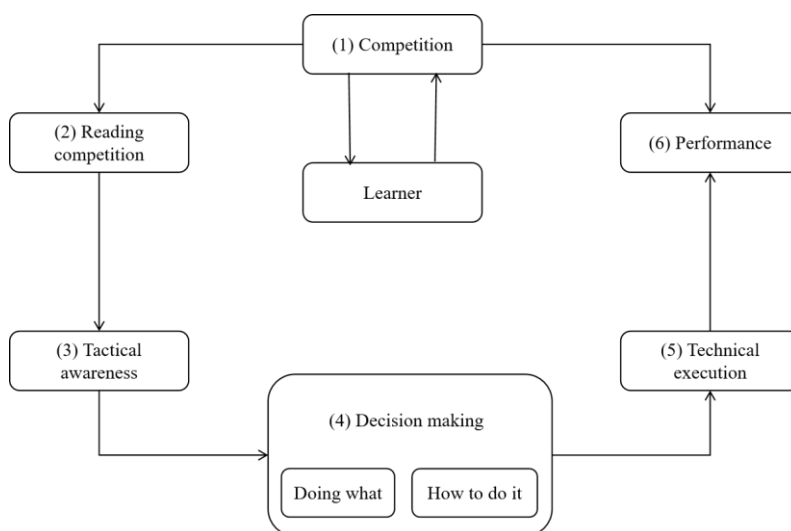 (1) Competition
(2) Reading
competition
(6) Performance
Learner
(3) Tactical
awareness
(5) Technical
execution
(4) Decision making
Doing what
How to do it